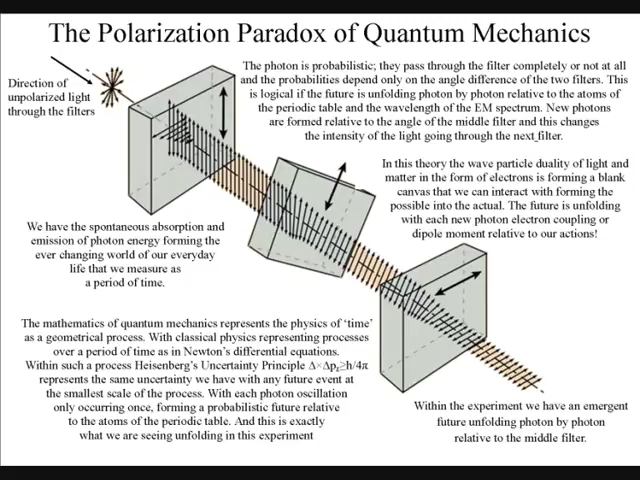 The Polarization Paradox of Quantum Mechanics
Direction of
unpolarized light
through the filters
The photon is probabilistic; they pass through the filter completely or not at all
and the probabilities depend only on the angle difference of the two filters. This
is logical if the future is unfolding photon by photon relative to the atoms of
the periodic table and the wavelength of the EM spectrum. New photons
are formed relative to the angle of the middle filter and this changes
the intensity of the light going through the next filter.
In this theory the wave particle duality of light and
matter in the form of electrons is forming a blank
canvas that we can interact with forming the
possible into the actual. The future is unfolding
with each new photon electron coupling or
dipole moment relative to our actions!
We have the spontaneous absorption and
emission of photon energy forming the
ever changing world of our everyday
life that we measure as
a period of time.
The mathematics of quantum mechanics represents the physics of ‘time’
as a geometrical process. With classical physics representing processes
over a period of time as in Newton's differential equations.
Within such a process Heisenberg's Uncertainty Principle Δ×Δpₓ≥h/4π
represents the same uncertainty we have with any future event at
the smallest scale of the process. With each photon oscillation
only occurring once, forming a probabilistic future relative
to the atoms of the periodic table. And this is exactly
what we are seeing unfolding in this experiment
Within the experiment we have an emergent
future unfolding photon by photon
relative to the middle filter.